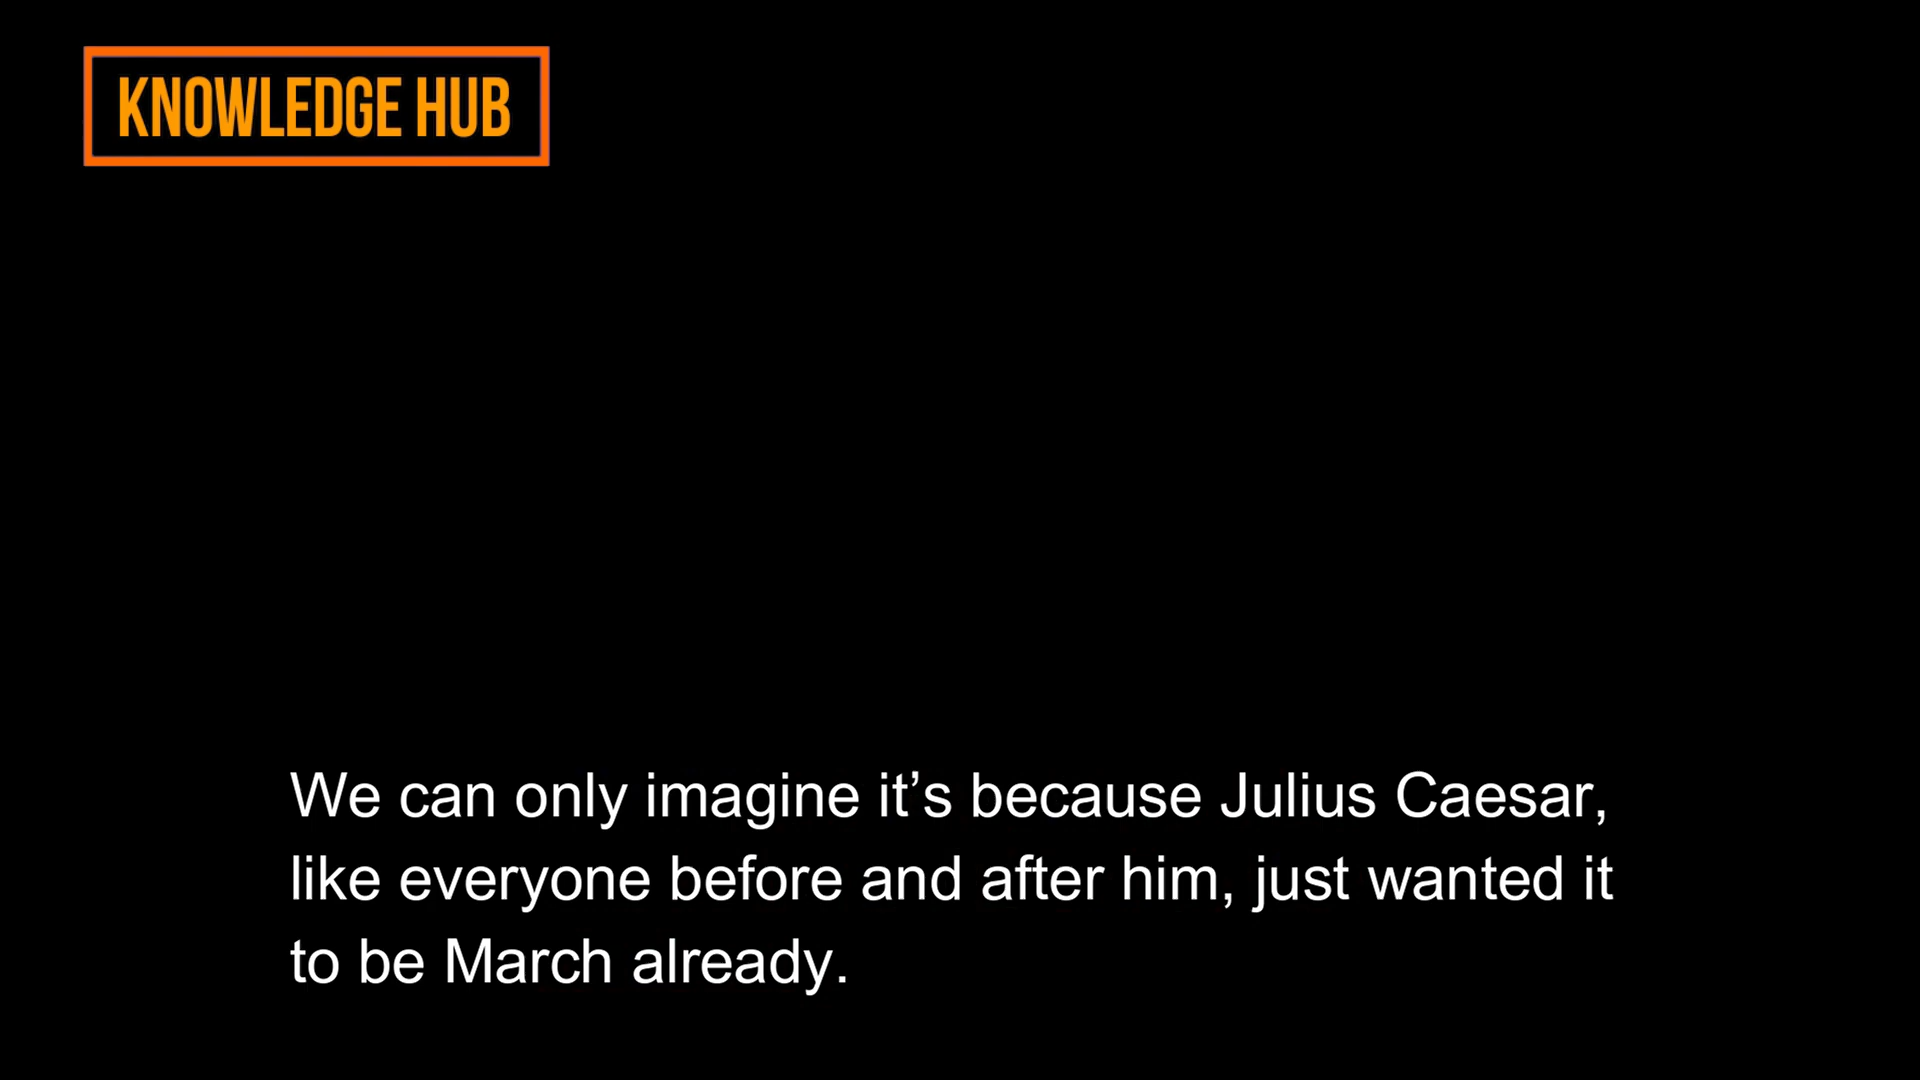 KNOWLEDGE HUB
We can only imagine it’s because Julius Caesar,
like everyone before and after him, just wanted it
to be March already.